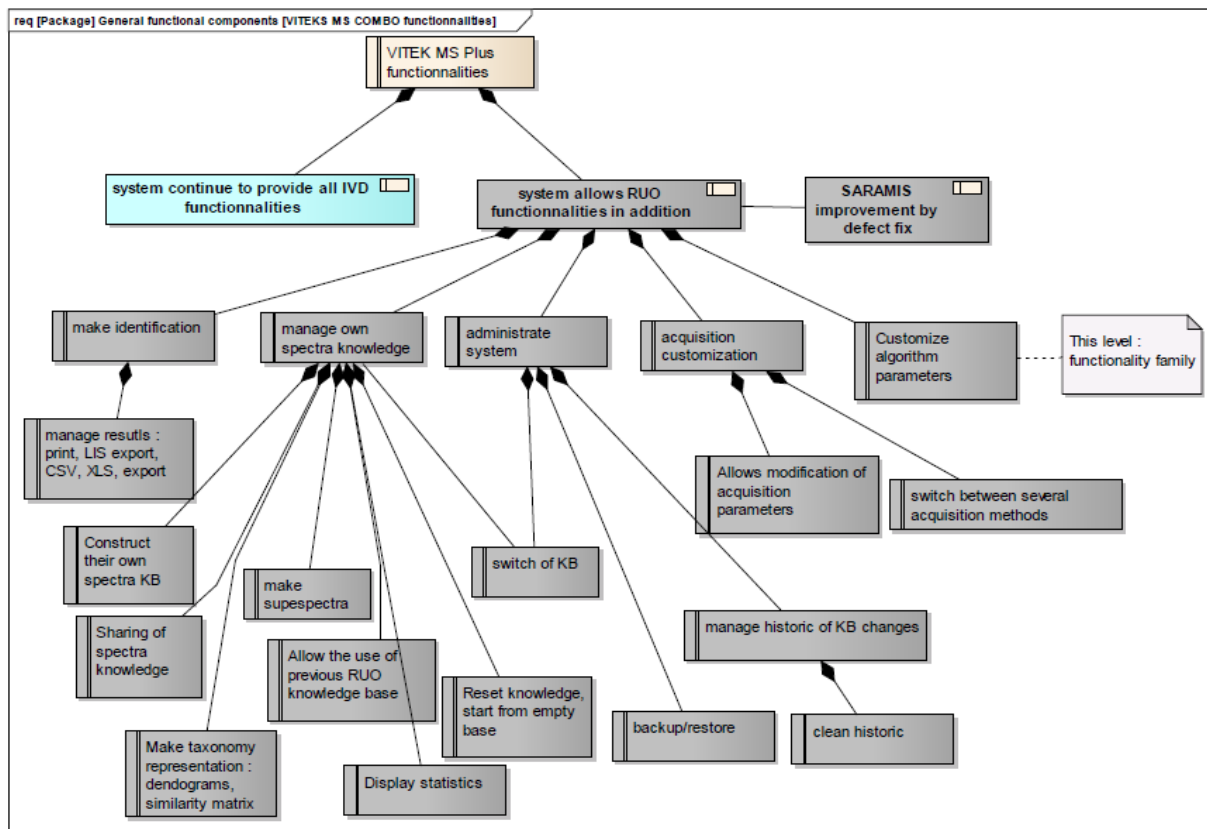 req [Package] General functional components [VITEKS MS COMBO functionnalities]
VITEK MS Plus
functionnalities
system continue to provide all IVD
functionnalities
system allows RUO
functionnalities in addition
SARAMIS
improvement by
defect fix
make identification
manage own
spectra knowledge
administrate
system
acquisition
customization
Customize
algorithm
parameters
This level :
functionality family
manage resutls :
print, LIS export,
CSV, XLS, export
Allows modification of
acquisition
parameters
switch between several
acquisition methods
Construct
their own
spectra KB
make
supespectra
switch of KB
Sharing of
spectra
knowledge
Allow the use of
previous RUO
knowledge base
Reset knowledge,
start from empty
base
manage historic of KB changes
Make taxonomy
representation :
dendograms,
similarity matrix
Display statistics
backup/restore
clean historic